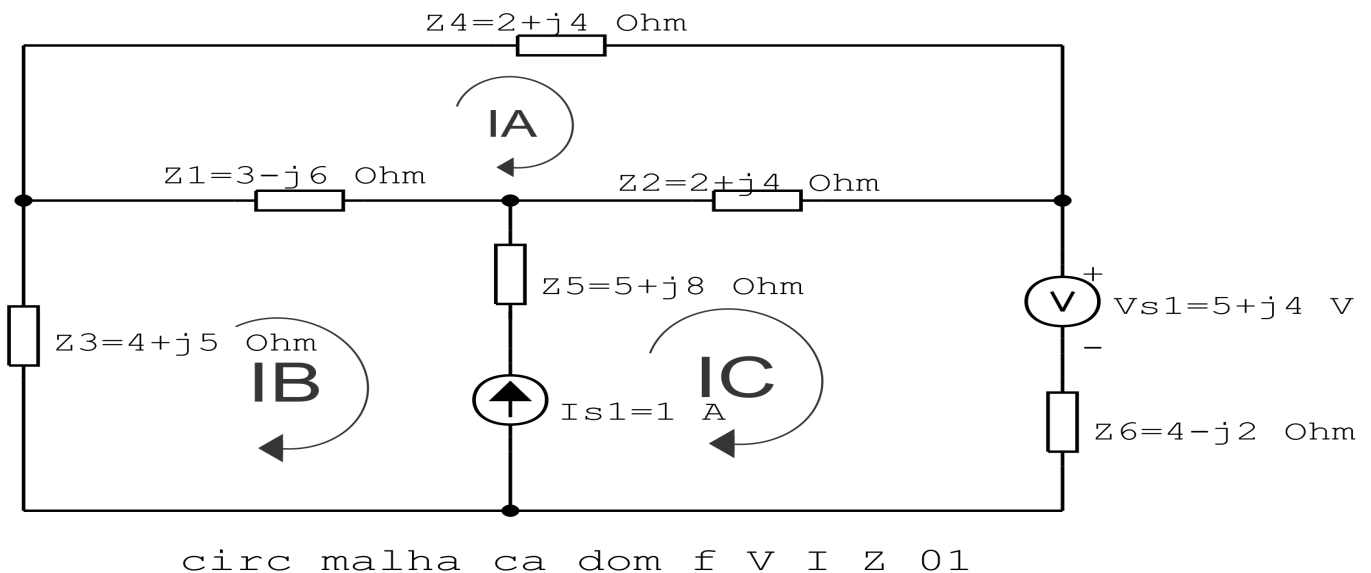 Z4=2+j4 Ohm
IA
Z1=3-j6 Ohm
Z2=2+j4 Ohm
Z5=5+j8 Ohm
+
V
Vs1=5+j4 V
-
Z3=4+j5 Ohm
IB
IC
Is1=1 A
Z6=4-j2 Ohm
circ malha ca dom f V I Z 01